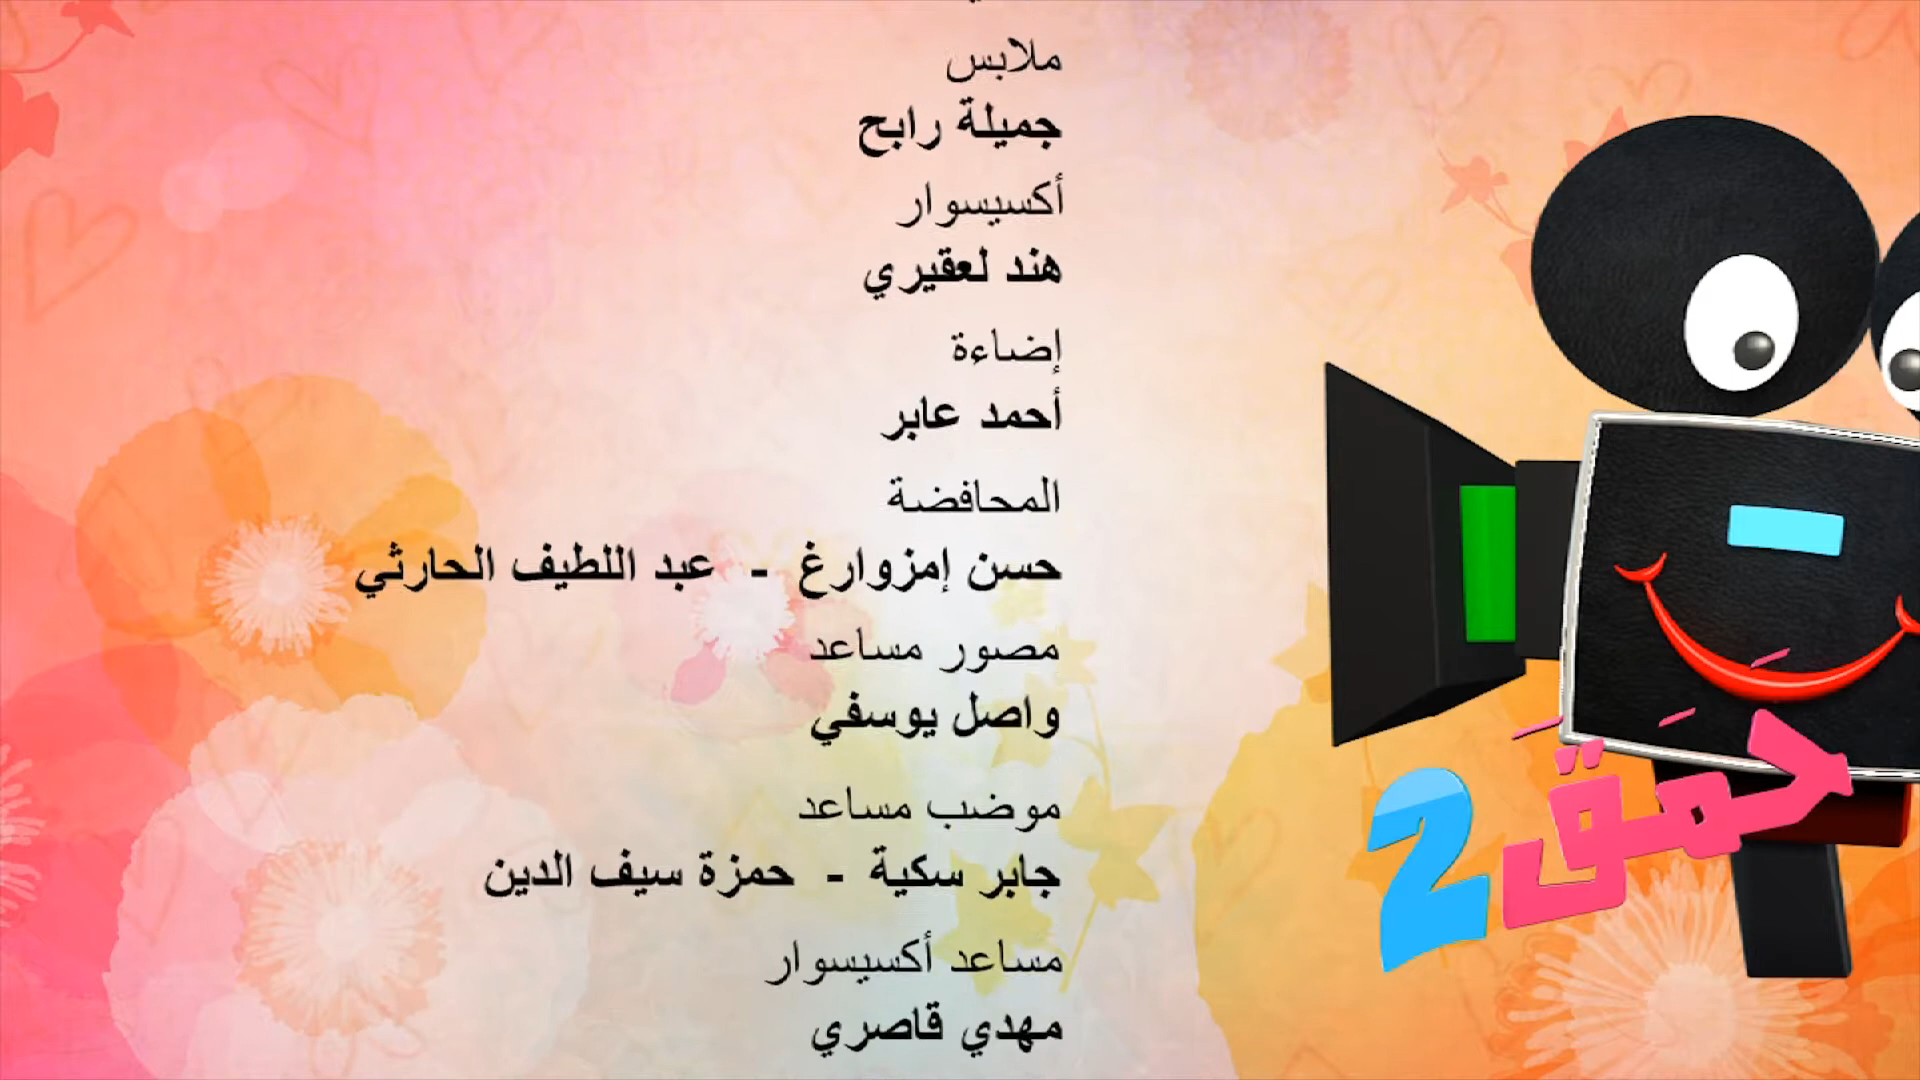 ملابس
جميلة رابح
أكسيسوار
هند لعقيري
إضاءة
أحمد عابر
المحافضة
حسن إمزوارغ - عبد اللطيف الحارثي
مصور مساعد
واصل يوسفي
موضب مساعد
جابر سكية - حمزة سيف الدين
مساعد أكسيسوار
مهدي قاصري
حَمَقَّ 2